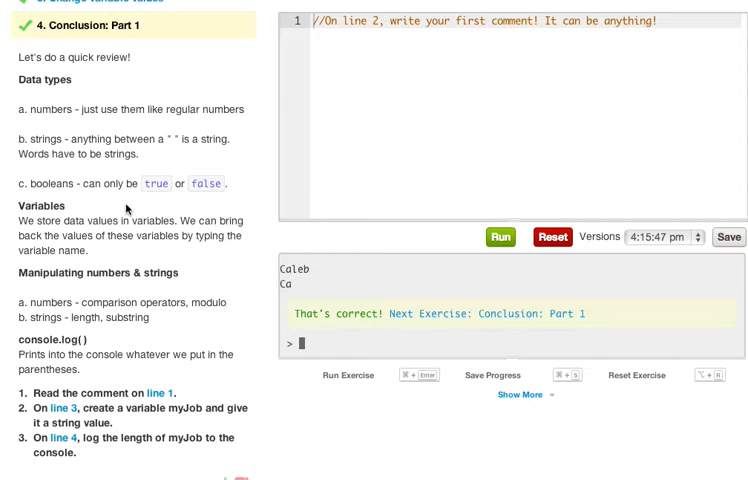 3. Change variable values
4. Conclusion: Part 1
Let's do a quick review!
Data types
a. numbers - just use them like regular numbers
b. strings - anything between a " " is a string.
Words have to be strings.
c. booleans - can only be true or false.
Variables
We store data values in variables. We can bring
back the values of these variables by typing the
variable name.
Manipulating numbers & strings
a. numbers - comparison operators, modulo
b. strings - length, substring
console.log()
Prints into the console whatever we put in the
parentheses.
1. Read the comment on line 1.
2. On line 3, create a variable myJob and give
it a string value.
3. On line 4, log the length of myJob to the
console.
1 //On line 2, write your first comment! It can be anything!
Run Reset Versions 4:15:47 pm Save
Caleb
Ca
That's correct! Next Exercise: Conclusion: Part 1
>
Run Exercise ⌘ + Enter Save Progress ⌘ + S Reset Exercise ⌥ + R
Show More